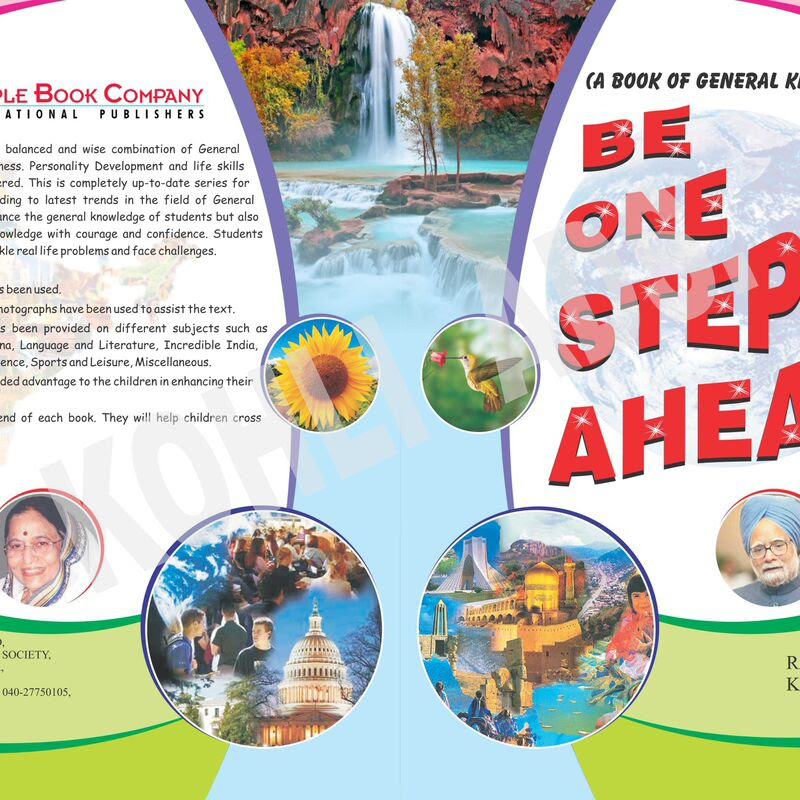 PLE BOOK COMPANY
ATIONAL PUBLISHERS
balanced and wise combination of General
ness. Personality Development and life skills
ered. This is completely up-to-date series for
ding to latest trends in the field of General
ance the general knowledge of students but also
nowledge with courage and confidence. Students
kle real life problems and face challenges.
s been used.
hotographs have been used to assist the text.
s been provided on different subjects such as
na, Language and Literature, Incredible India,
ence, Sports and Leisure, Miscellaneous.
ded advantage to the children in enhancing their
end of each book. They will help children cross
SOCIETY,
040-27750105,
(A BOOK OF GENERAL K
BE
ONE
STEP
AHEA
R
K
KOHLI